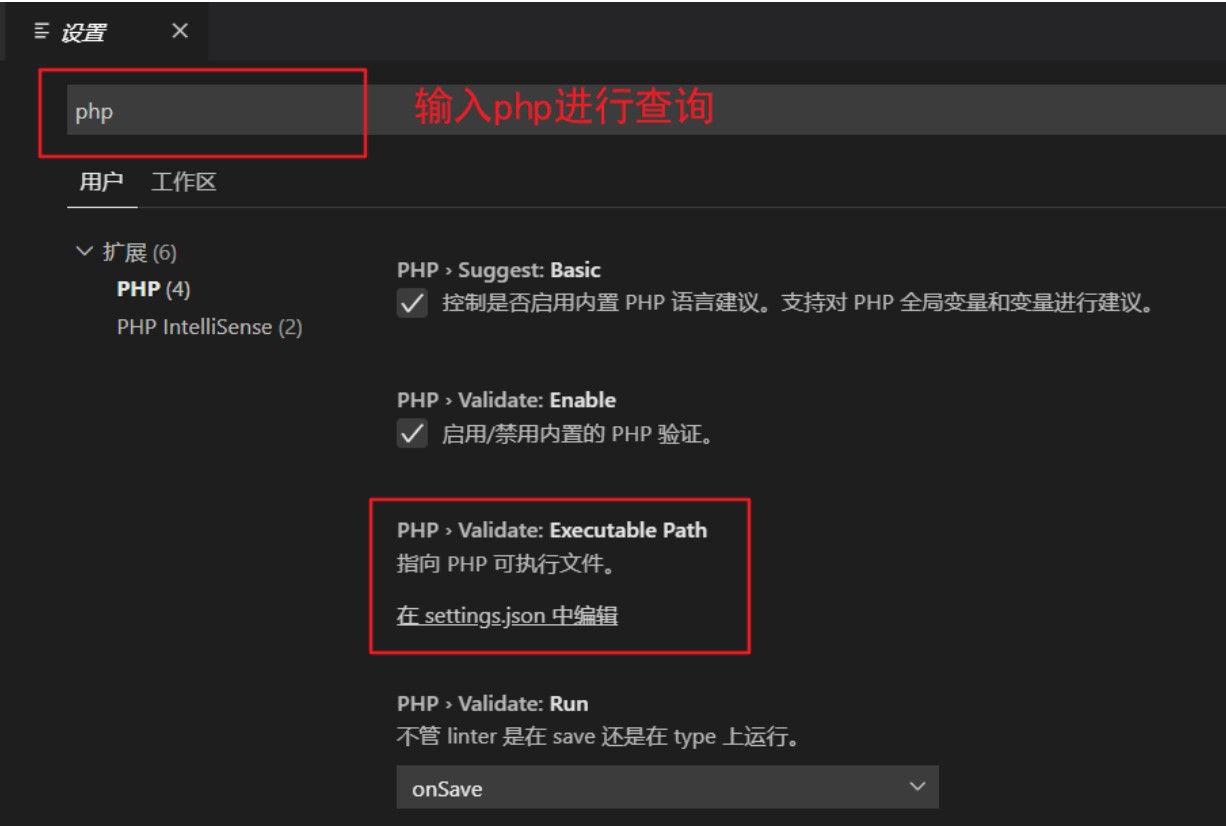 设置
php
输入php进行查询
用户 工作区
扩展 (6)
PHP (4)
PHP IntelliSense (2)
PHP › Suggest: Basic
控制是否启用内置 PHP 语言建议。支持对 PHP 全局变量和变量进行建议。
PHP › Validate: Enable
启用/禁用内置的 PHP 验证。
PHP › Validate: Executable Path
指向 PHP 可执行文件。
在 settings.json 中编辑
PHP › Validate: Run
不管 linter 是在 save 还是在 type 上运行。
onSave